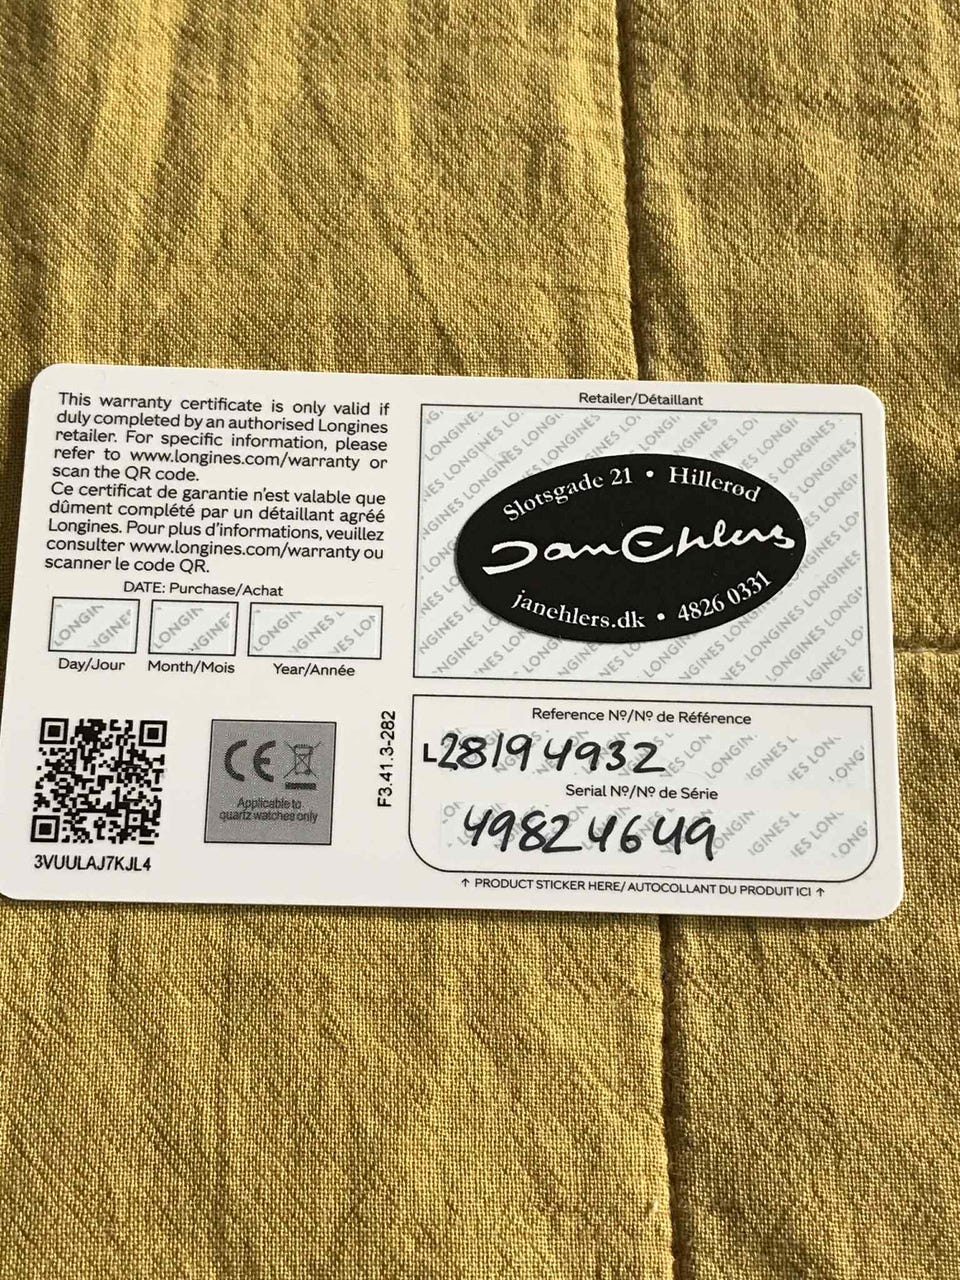 This warranty certificate is only valid if
duly completed by an authorised Longines
retailer. For specific information, please
refer to www.longines.com/warranty or
scan the QR code.
Ce certificat de garantie n'est valable que
dûment complété par un détaillant agréé
Longines. Pour plus d'informations, veuillez
consulter www.longines.com/warranty ou
scanner le code QR.
DATE: Purchase/Achat
Day/Jour Month/Mois Year/Année
3VUULAJ7KJL4
CE
Applicable to
quartz watches only
F3.41.3-282
Retailer/Détaillant
Slotsgade 21 • Hillerød
Jan Ehlers
janehlers.dk • 4826 0331
Reference Nº/Nº de Référence
L28194932
Serial Nº/Nº de Série
49824649
↑ PRODUCT STICKER HERE/AUTOCOLLANT DU PRODUIT ICI ↑